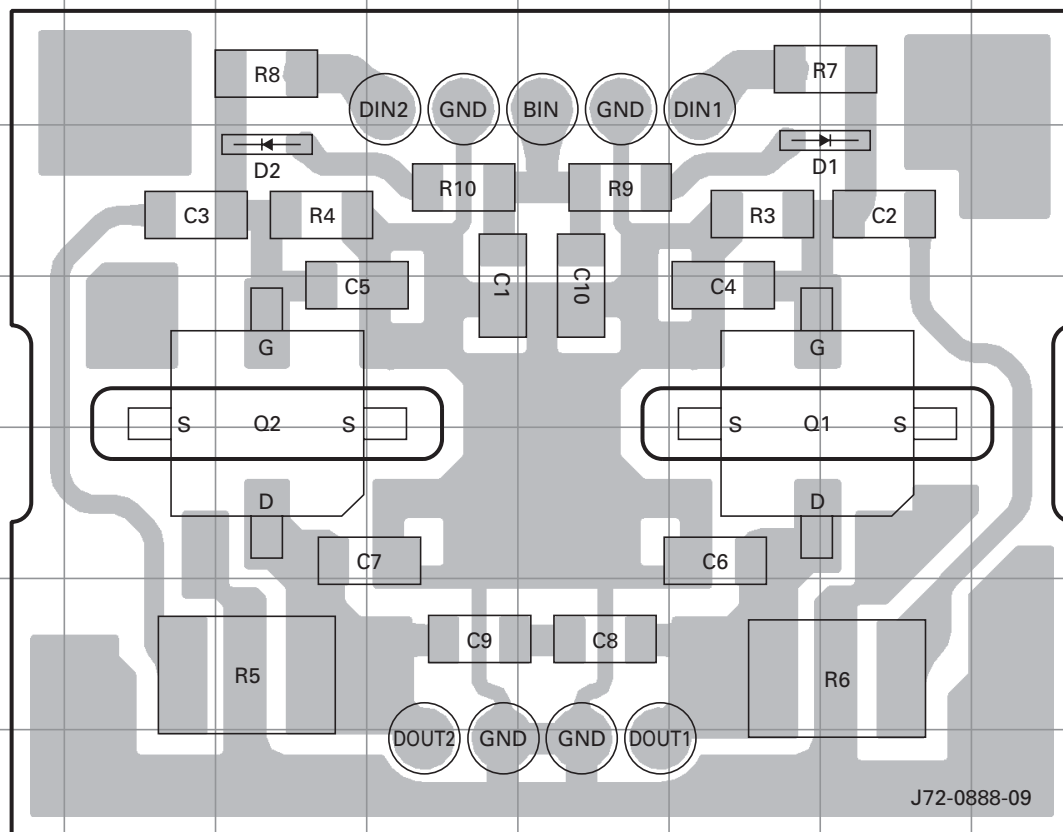 R8 R7
DIN2 GND BIN GND DIN1
D2 D1
R10 R9
C3 R4 R3 C2
C5 C1 C10 C4
G G
S Q2 S S Q1 S
D D
C7 C6
C9 C8
R5 R6
DOUT2 GND GND DOUT1
J72-0888-09